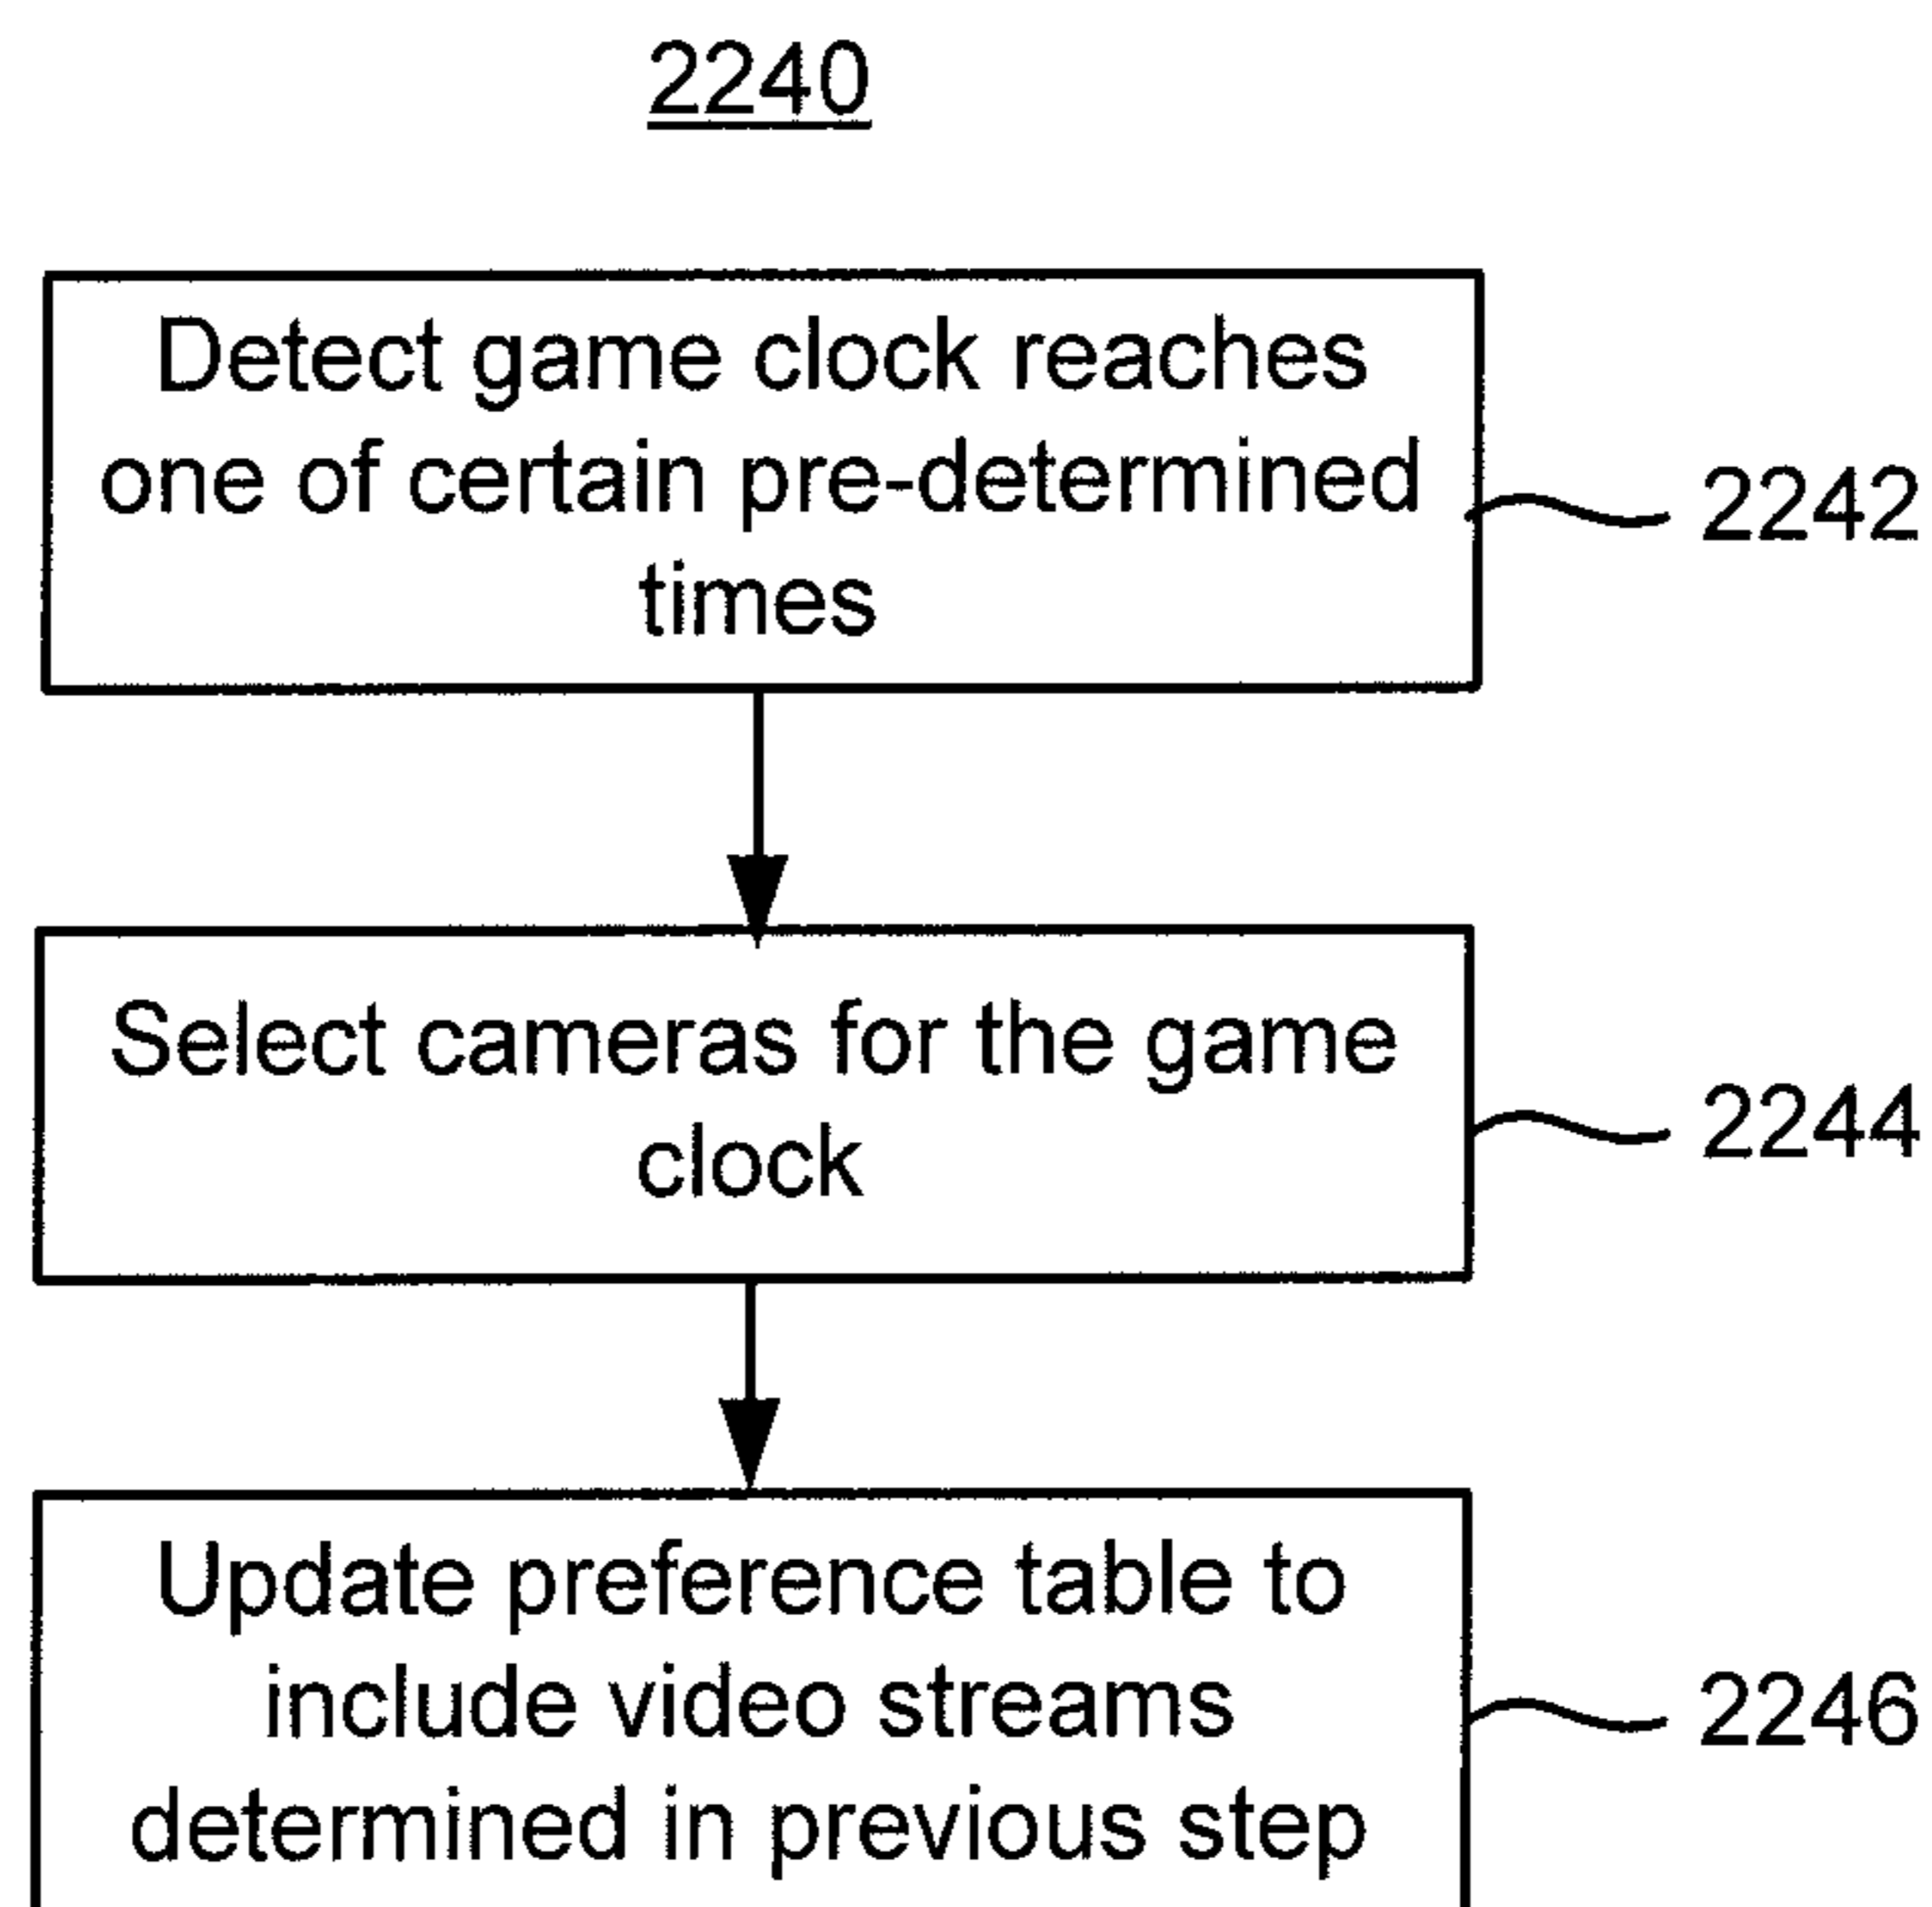 2240
Detect game clock reaches
one of certain pre-determined
times
2242
Select cameras for the game
clock
2244
Update preference table to
include video streams
determined in previous step
2246